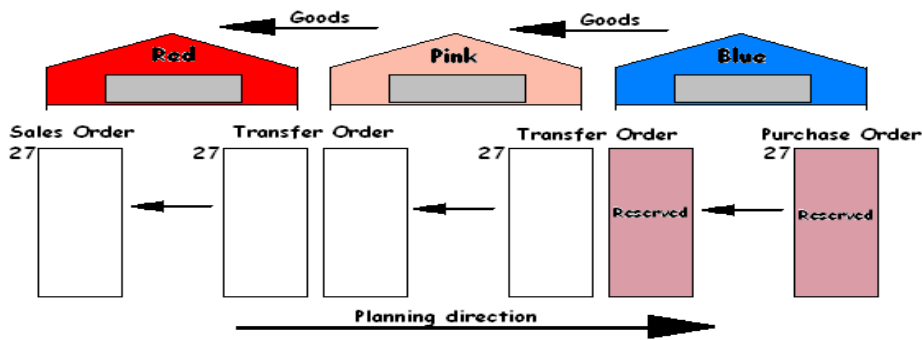 Goods Goods
Red Pink Blue
Sales Order Transfer Order Transfer Order Purchase Order
27 27 27 27
Reserved Reserved
Planning direction